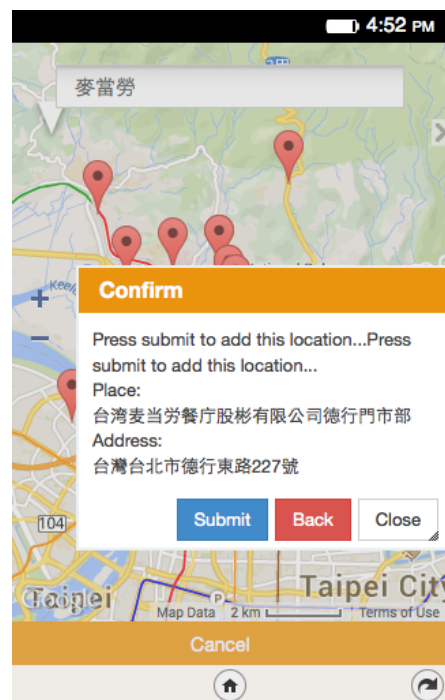 4:52 PM
麥當勞
Keel
Confirm
Press submit to add this location...Press
submit to add this location...
Place:
台湾麦当劳餐厅股彬有限公司德行門市部
Address:
台灣台北市德行東路227號
Submit Back Close
104
P
Taipei
Taipei City
Map Data 2 km Terms of Use
Cancel